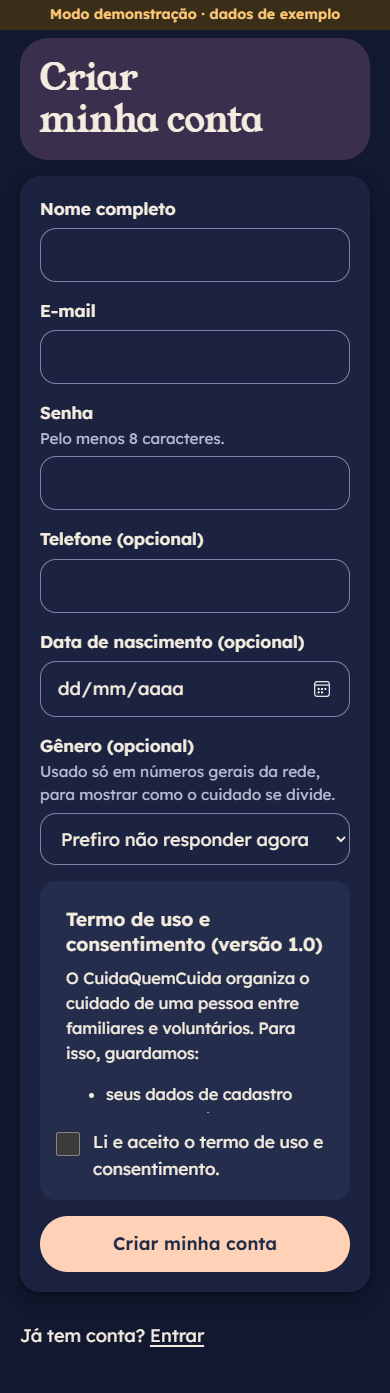 Modo demonstração · dados de exemplo
Criar
minha conta
Nome completo
E-mail
Senha
Pelo menos 8 caracteres.
Telefone (opcional)
Data de nascimento (opcional)
dd/mm/aaaa
Gênero (opcional)
Usado só em números gerais da rede,
para mostrar como o cuidado se divide.
Prefiro não responder agora
Termo de uso e
consentimento (versão 1.0)
O CuidaQuemCuida organiza o
cuidado de uma pessoa entre
familiares e voluntários. Para
isso, guardamos:
• seus dados de cadastro
Li e aceito o termo de uso e
consentimento.
Criar minha conta
Já tem conta? Entrar